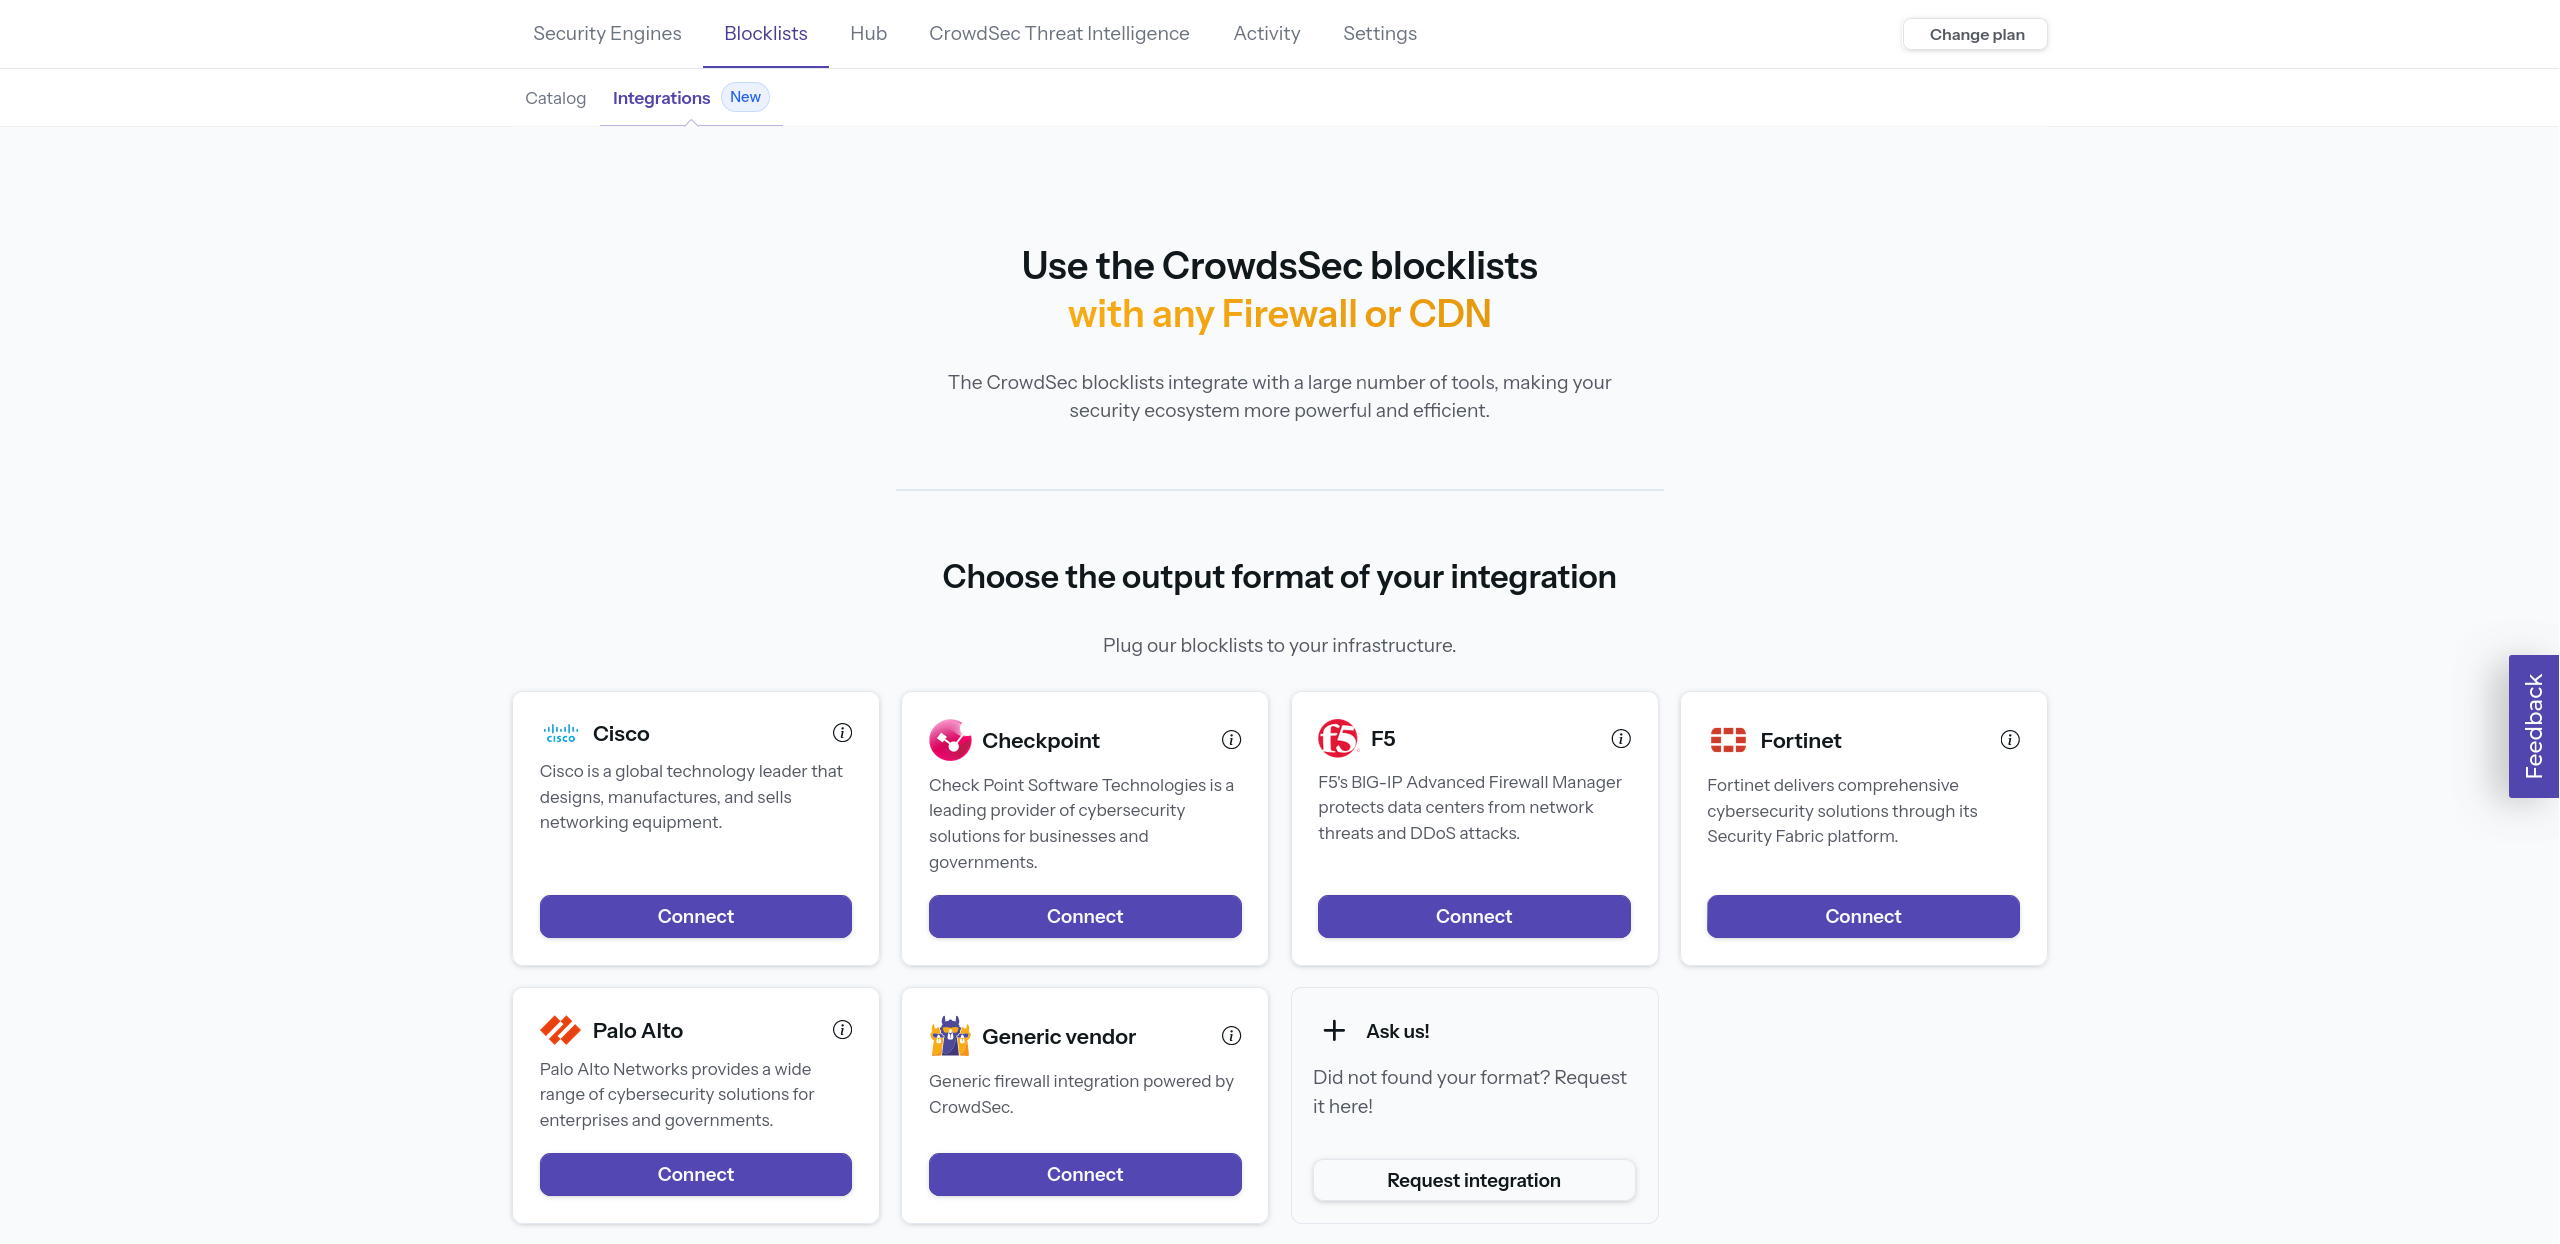 Security Engines
Blocklists
Hub
CrowdSec Threat Intelligence
Activity
Settings
Change plan
Catalog
Integrations
New
Use the CrowdsSec blocklists
with any Firewall or CDN
The CrowdSec blocklists integrate with a large number of tools, making your
security ecosystem more powerful and efficient.
Choose the output format of your integration
Plug our blocklists to your infrastructure.
Feedback
cisco
Cisco
Cisco is a global technology leader that
designs, manufactures, and sells
networking equipment.
Connect
Checkpoint
Check Point Software Technologies is a
leading provider of cybersecurity
solutions for businesses and
governments.
Connect
f5
F5
F5's BIG-IP Advanced Firewall Manager
protects data centers from network
threats and DDoS attacks.
Connect
Fortinet
Fortinet delivers comprehensive
cybersecurity solutions through its
Security Fabric platform.
Connect
Palo Alto
Palo Alto Networks provides a wide
range of cybersecurity solutions for
enterprises and governments.
Connect
Generic vendor
Generic firewall integration powered by
CrowdSec.
Connect
Ask us!
Did not found your format? Request
it here!
Request integration